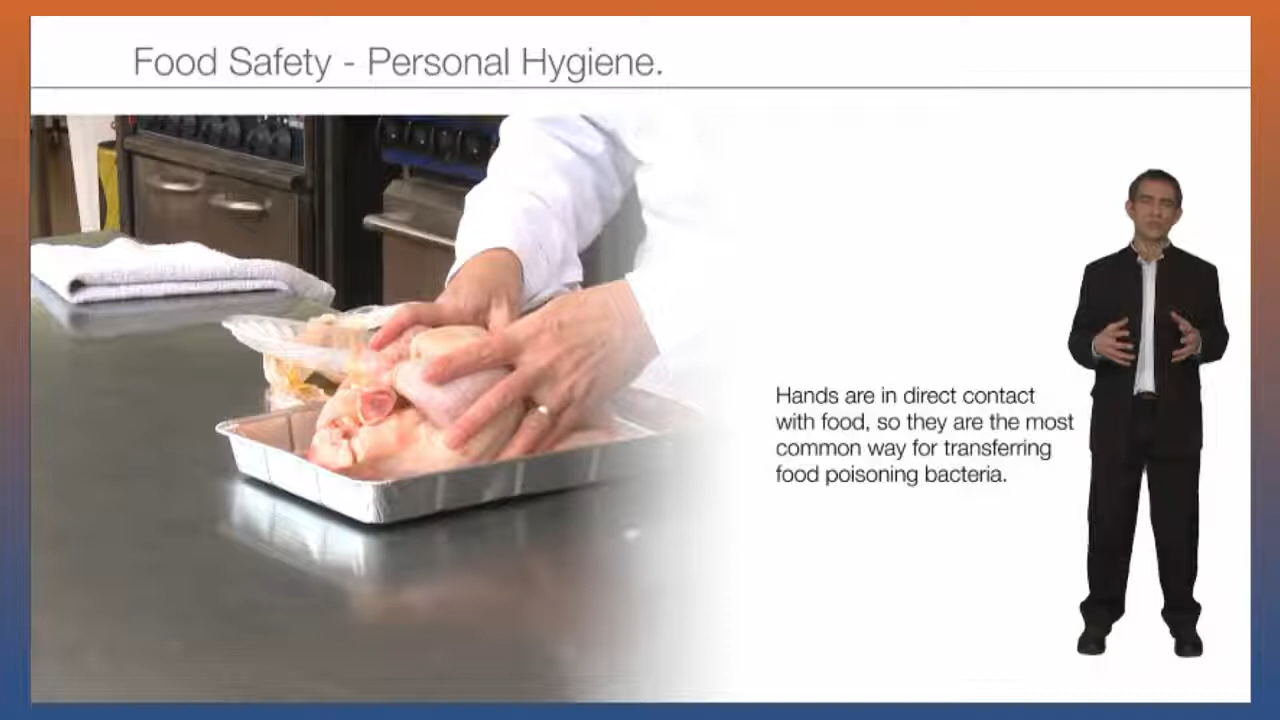 Food Safety - Personal Hygiene.
Hands are in direct contact
with food, so they are the most
common way for transferring
food poisoning bacteria.